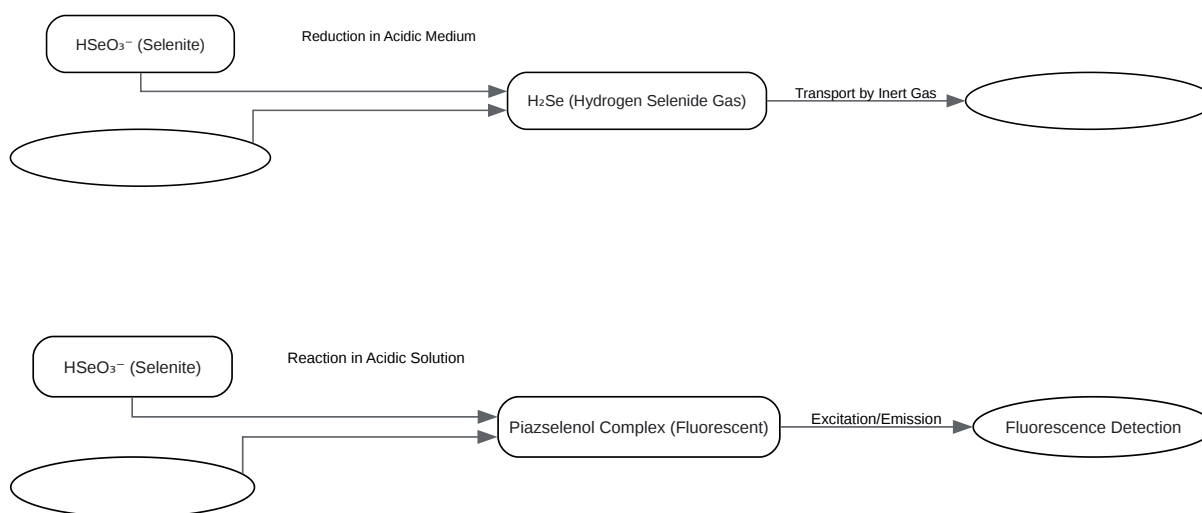 HSeO₃⁻ (Selenite)
Reduction in Acidic Medium
H₂Se (Hydrogen Selenide Gas)
Transport by Inert Gas
HSeO₃⁻ (Selenite)
Reaction in Acidic Solution
Piazselenol Complex (Fluorescent)
Excitation/Emission
Fluorescence Detection